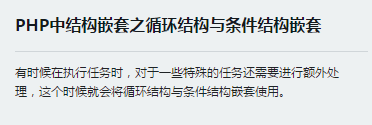 PHP中结构嵌套之循环结构与条件结构嵌套
有时候在执行任务时，对于一些特殊的任务还需要进行额外处
理，这个时候就会将循环结构与条件结构嵌套使用。